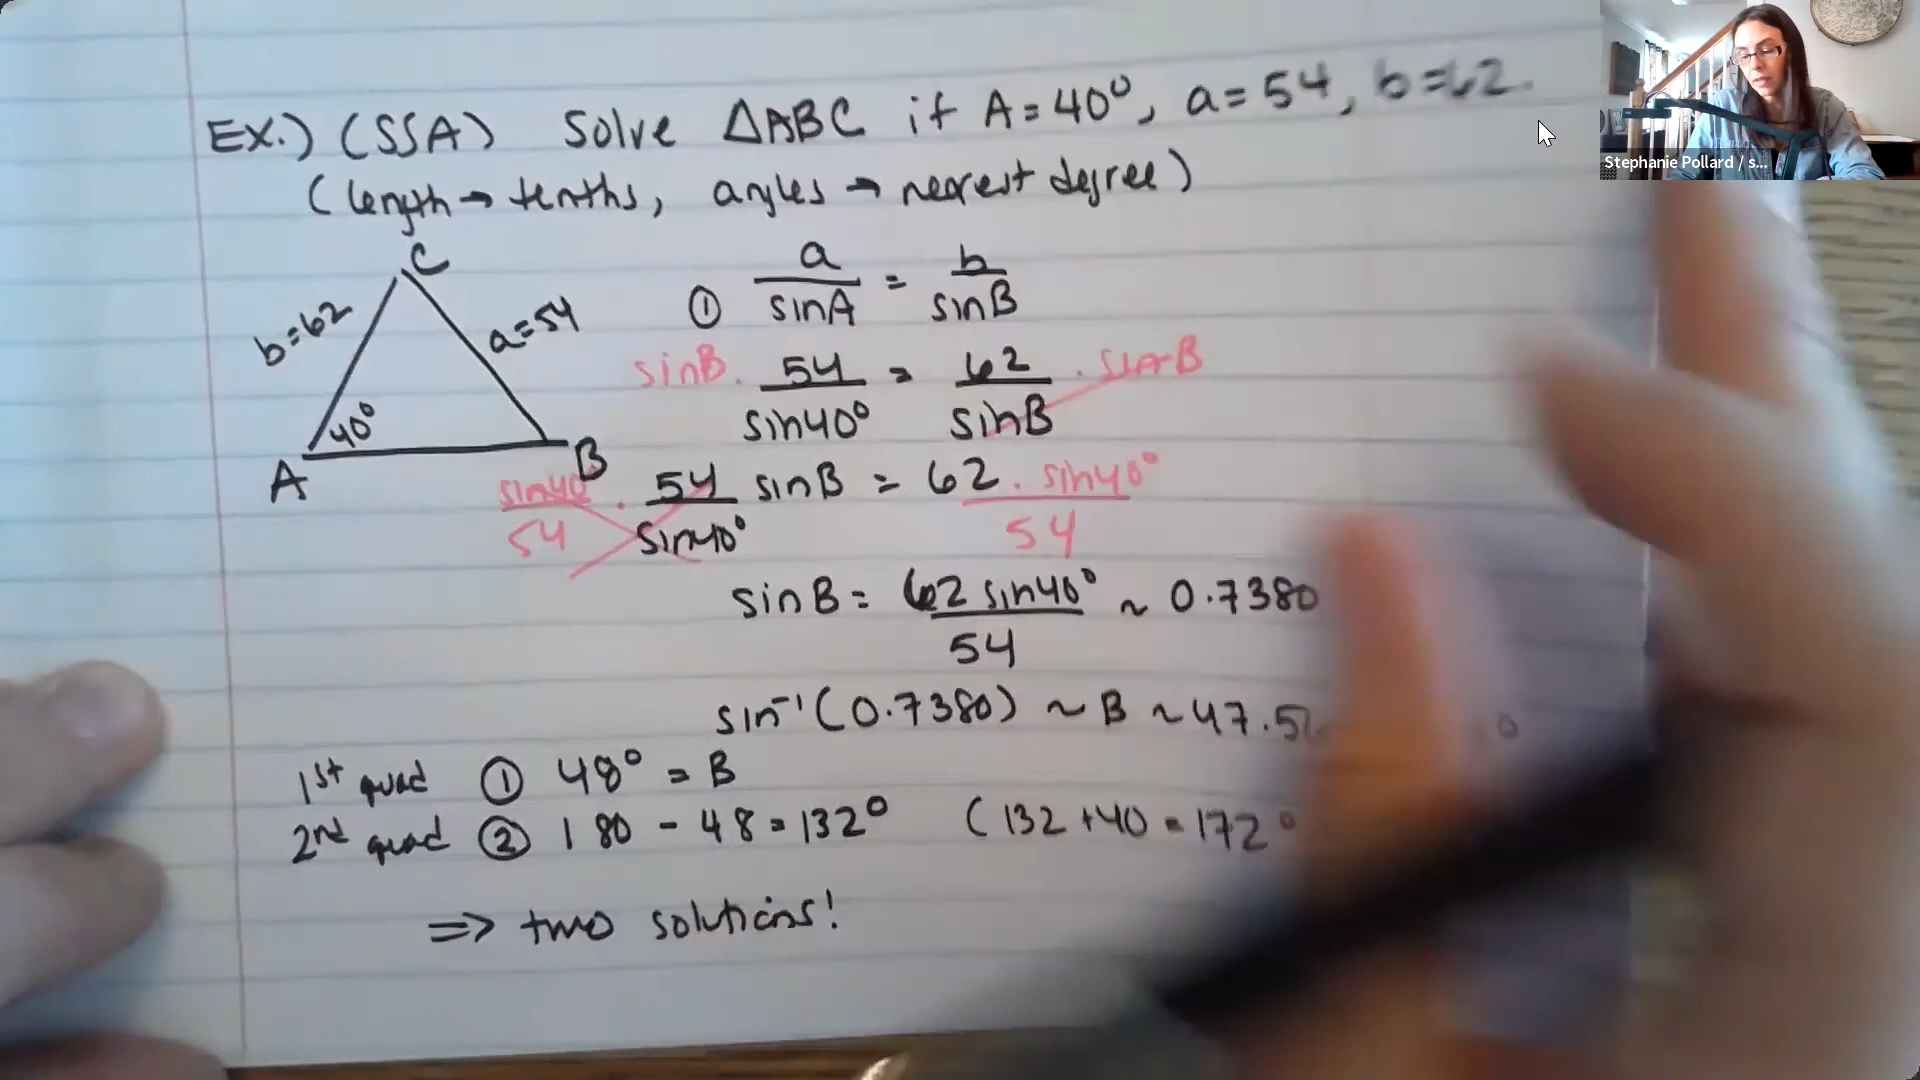 EX.) (SSA) Solve △ABC if A=40°, a=54, b=62.
(length → tenths, angles → nearest degree)
C
b=62
a=54
40°
A
B
① a/sinA = b/sinB
sinB · 54/sin40° = 62/sinB · sinB
sin40°/54 · 54/sin40° sinB = 62 · sin40°/54
sinB = 62 sin40°/54 ~ 0.7380
sin⁻¹(0.7380) ~ B ~ 47.5
1st quad ① 48° = B
2nd quad ② 180 - 48 = 132° (132 + 40 = 172°
⇒ two solutions!
Stephanie Pollard / s...